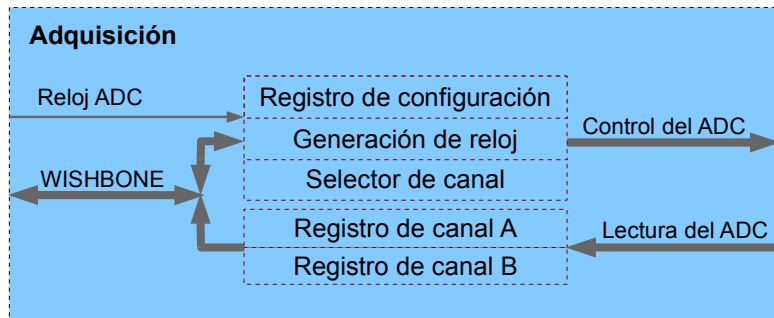 Adquisición
Reloj ADC
Registro de configuración
Generación de reloj
Control del ADC
WISHBONE
Selector de canal
Registro de canal A
Lectura del ADC
Registro de canal B